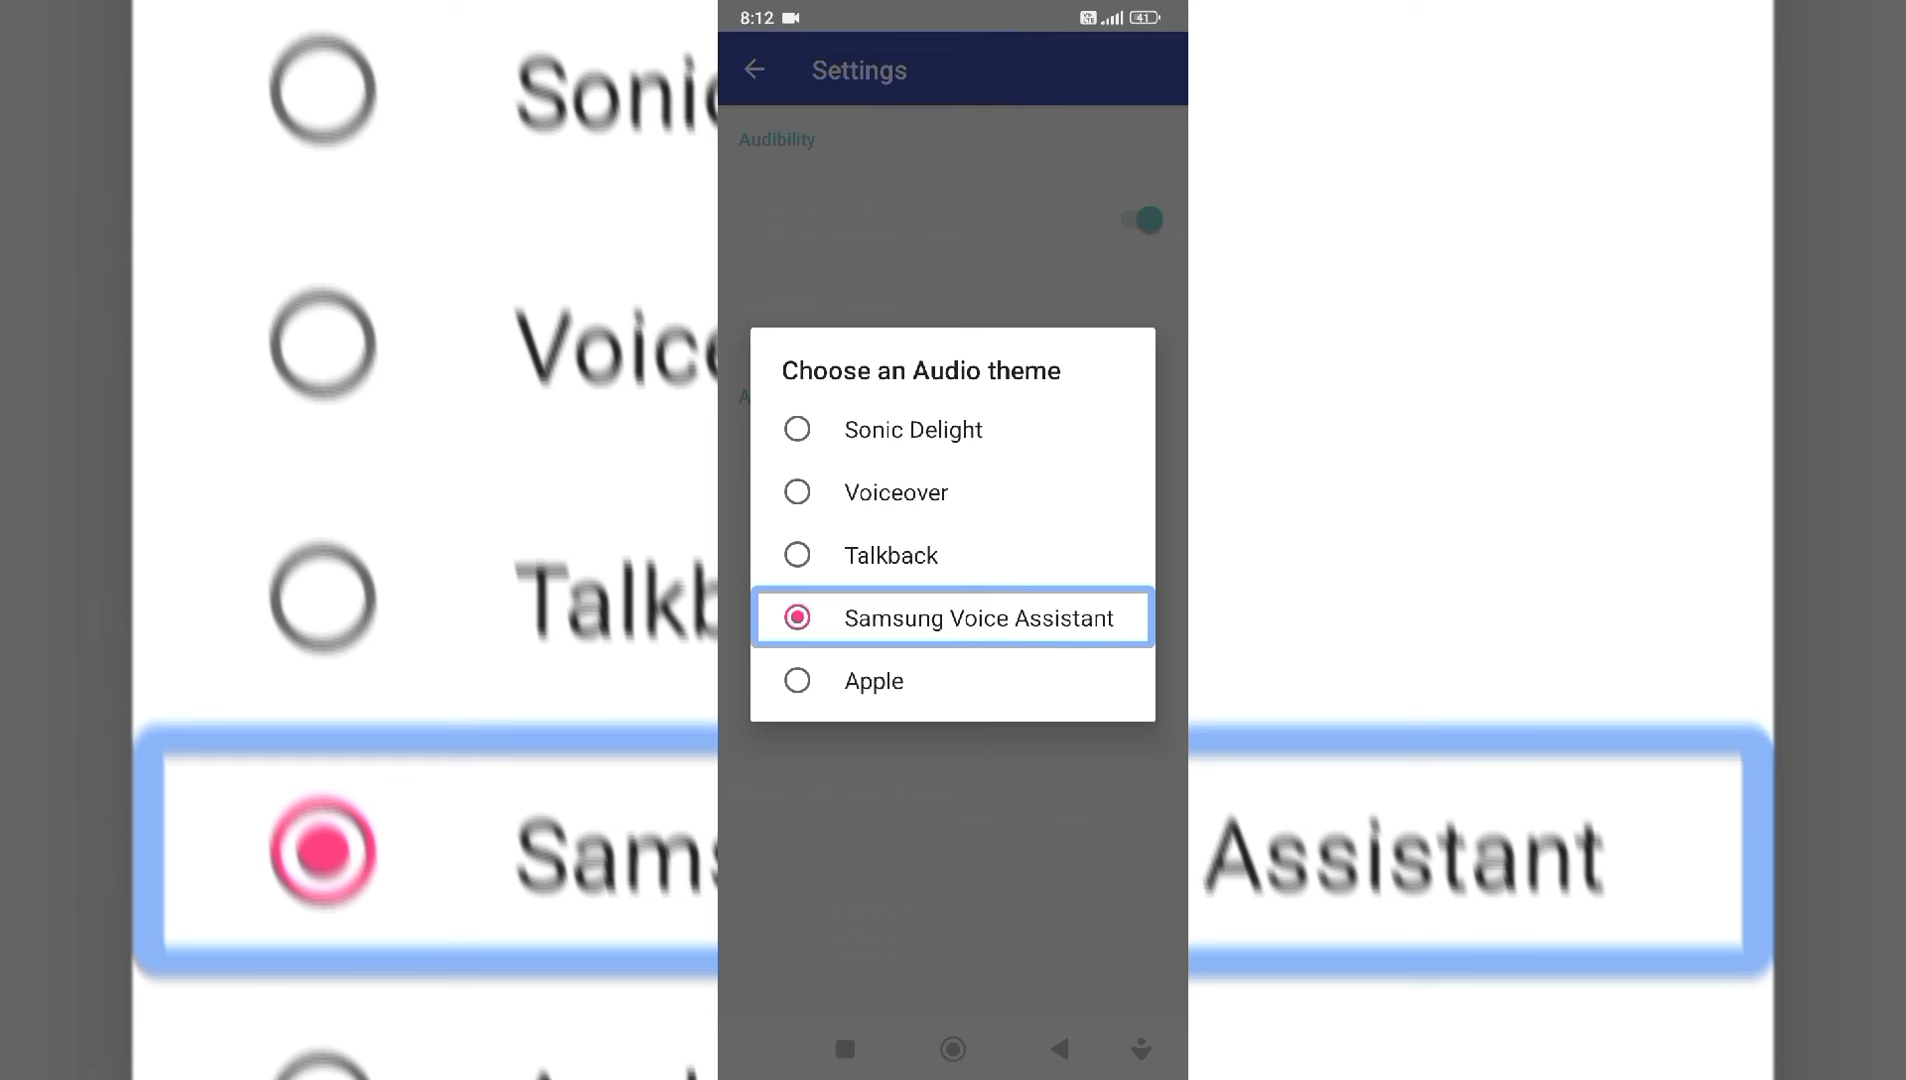 8:12
41
Settings
Audibility
Choose an Audio theme
Sonic Delight
Voiceover
Talkback
Samsung Voice Assistant
Apple
Sonic
Voice
Talkb
Sams
Assistant